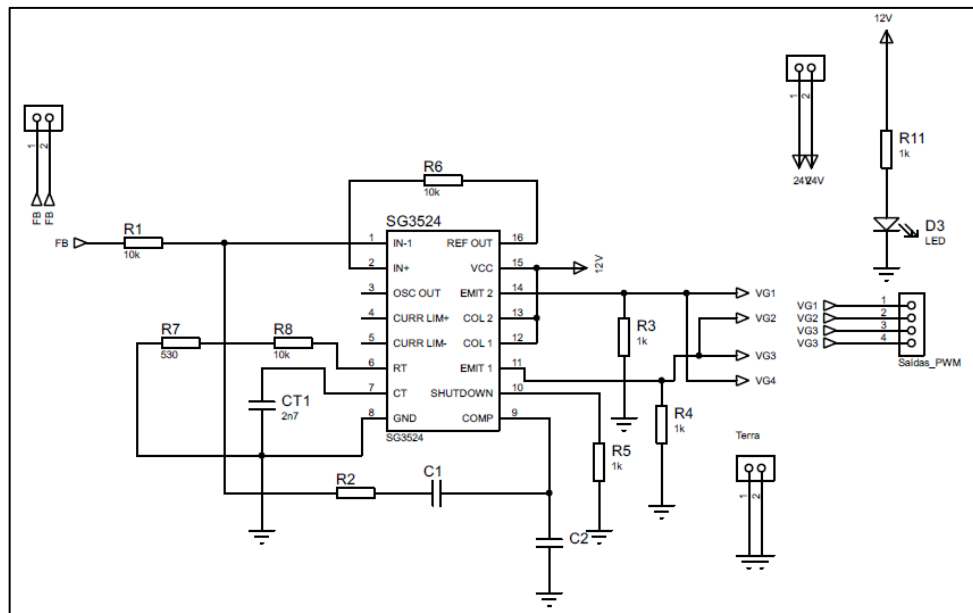 12V
R11
1k
D3
LED
1
2
24V
24V
1
2
FB
FB
FB
R1
10k
R6
10k
SG3524
1
IN-1
REF OUT
16
2
IN+
VCC
15
12V
3
OSC OUT
EMIT 2
14
4
CURR LIM+
COL 2
13
5
CURR LIM-
COL 1
12
6
RT
EMIT 1
11
7
CT
SHUTDOWN
10
8
GND
COMP
9
SG3524
R7
530
R8
10k
CT1
2n7
R2
C1
C2
R3
1k
R4
1k
R5
1k
VG1
VG2
VG3
VG4
VG1
1
VG2
2
VG3
3
VG3
4
Saidas_PWM
Terra
1
2